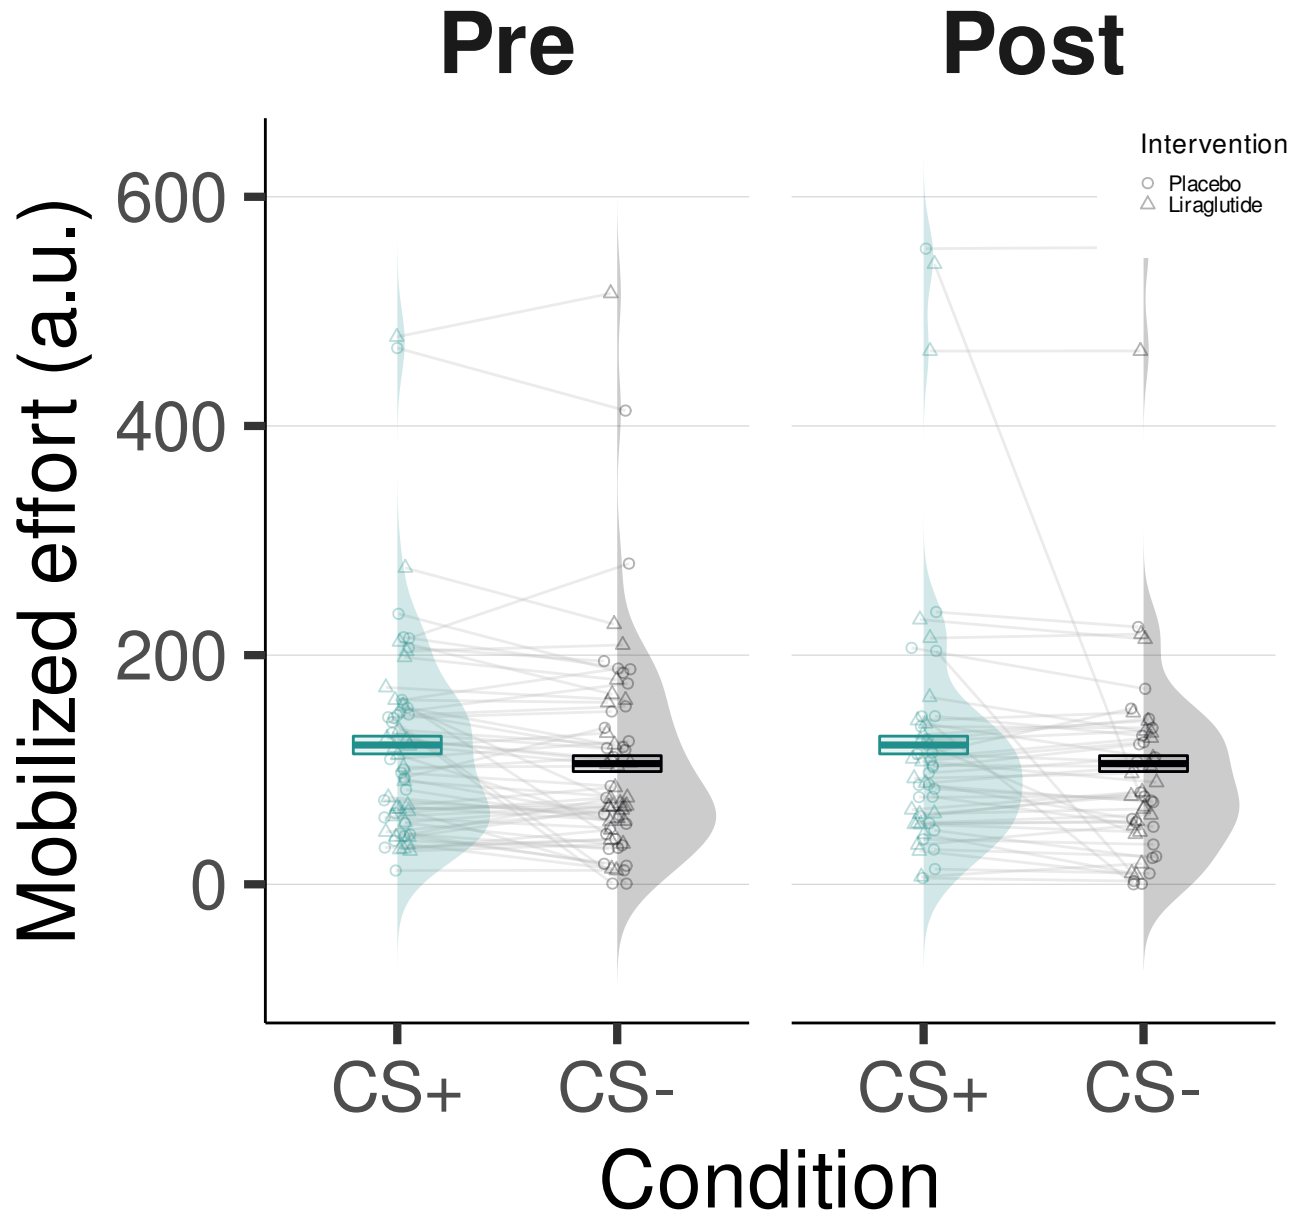 Pre
Post
Mobilized effort (a.u.)
600
400
200
0
Intervention
Placebo
Liraglutide
CS+
CS-
CS+
CS-
Condition